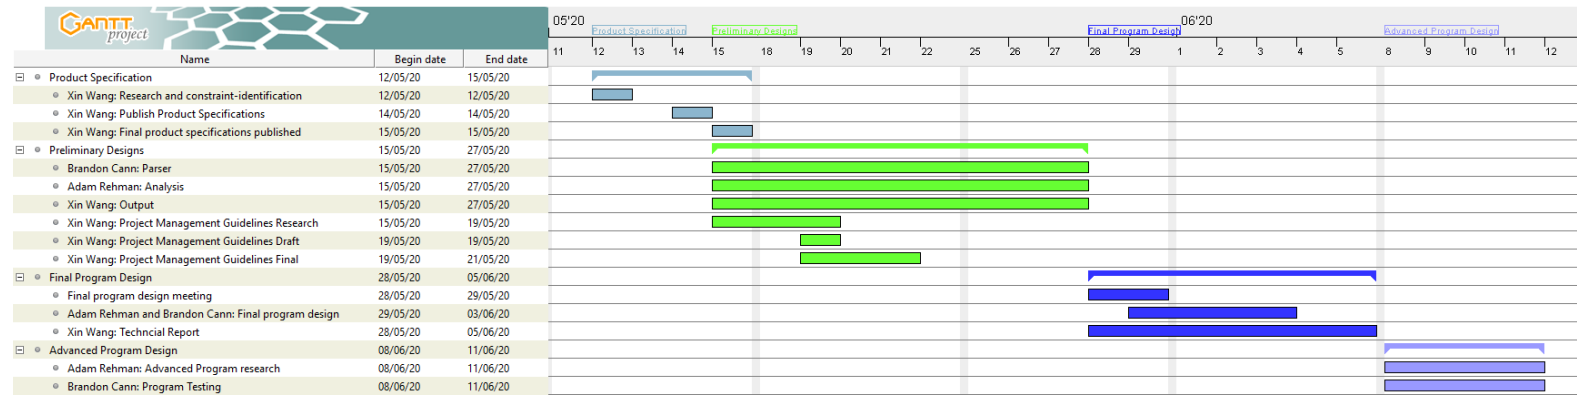 GANTT
project
05'20
06'20
Product Specification Preliminary Designs Final Program Design Advanced Program Design
11 12 13 14 15 18 19 20 21 22 25 26 27 28 29 1 2 3 4 5 8 9 10 11 12
Name Begin date End date
Product Specification 12/05/20 15/05/20
Xin Wang: Research and constraint-identification 12/05/20 12/05/20
Xin Wang: Publish Product Specifications 14/05/20 14/05/20
Xin Wang: Final product specifications published 15/05/20 15/05/20
Preliminary Designs 15/05/20 27/05/20
Brandon Cann: Parser 15/05/20 27/05/20
Adam Rehman: Analysis 15/05/20 27/05/20
Xin Wang: Output 15/05/20 27/05/20
Xin Wang: Project Management Guidelines Research 15/05/20 19/05/20
Xin Wang: Project Management Guidelines Draft 19/05/20 19/05/20
Xin Wang: Project Management Guidelines Final 19/05/20 21/05/20
Final Program Design 28/05/20 05/06/20
Final program design meeting 28/05/20 29/05/20
Adam Rehman and Brandon Cann: Final program design 29/05/20 03/06/20
Xin Wang: Techncial Report 28/05/20 05/06/20
Advanced Program Design 08/06/20 11/06/20
Adam Rehman: Advanced Program research 08/06/20 11/06/20
Brandon Cann: Program Testing 08/06/20 11/06/20